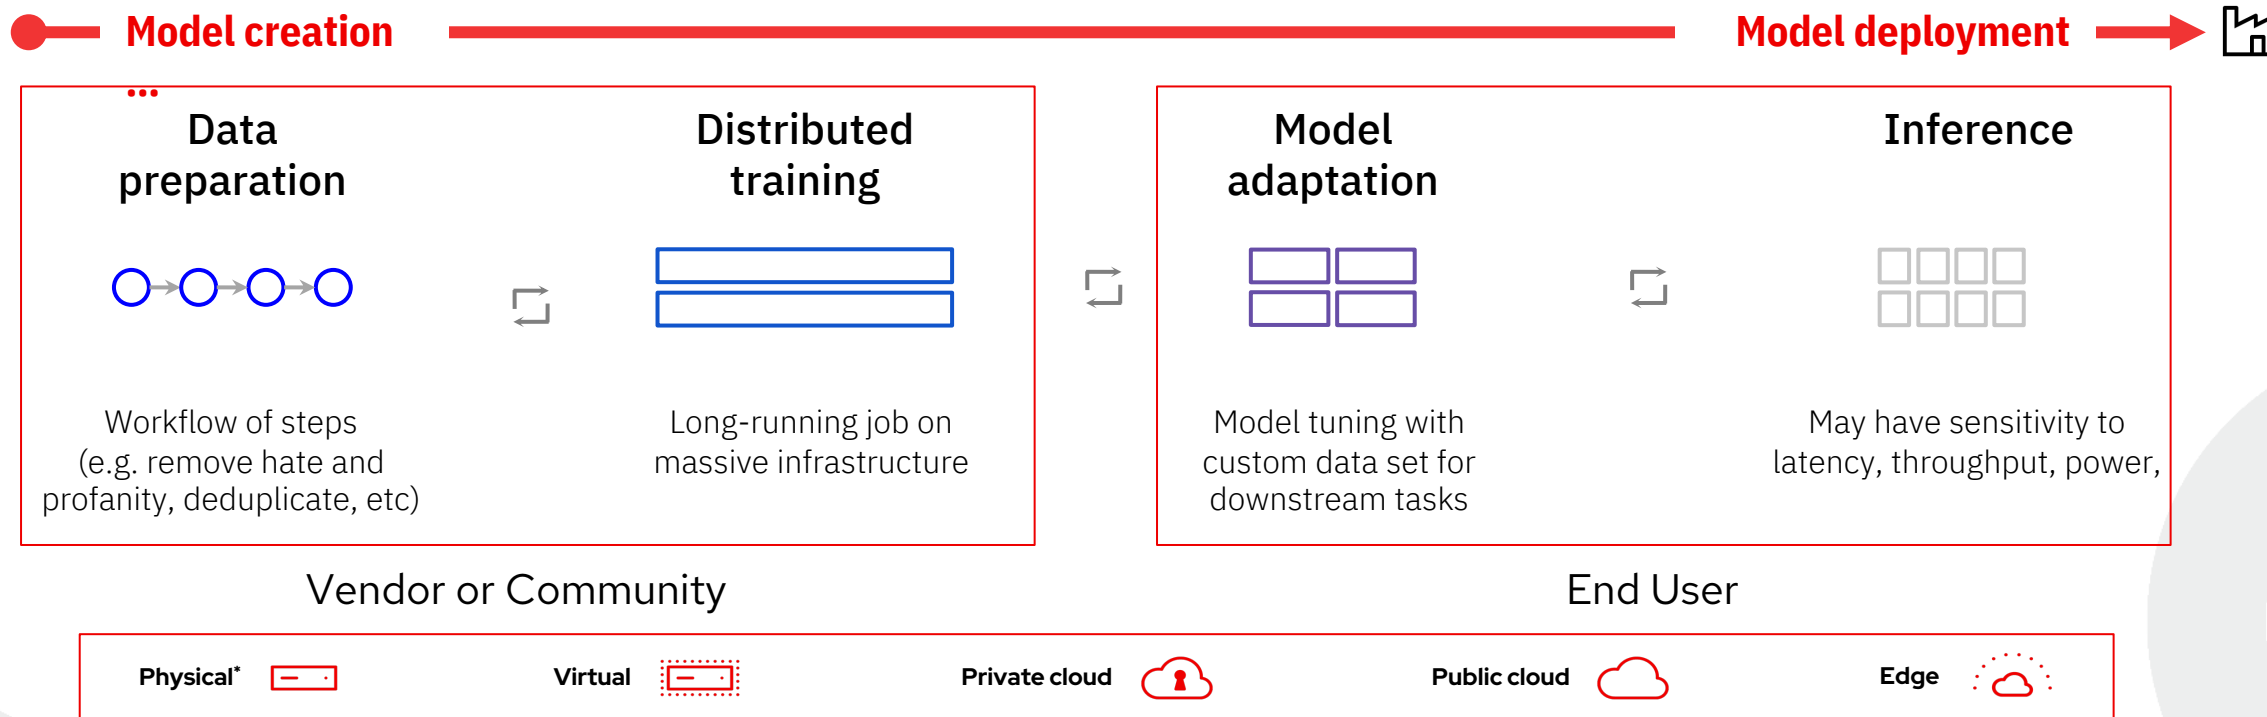 Model creation
Model deployment
Data
preparation
Distributed
training
Model
adaptation
Inference
Workflow of steps
(e.g. remove hate and
profanity, deduplicate, etc)
Long-running job on
massive infrastructure
Model tuning with
custom data set for
downstream tasks
May have sensitivity to
latency, throughput, power,
Vendor or Community
End User
Physical*
Virtual
Private cloud
Public cloud
Edge